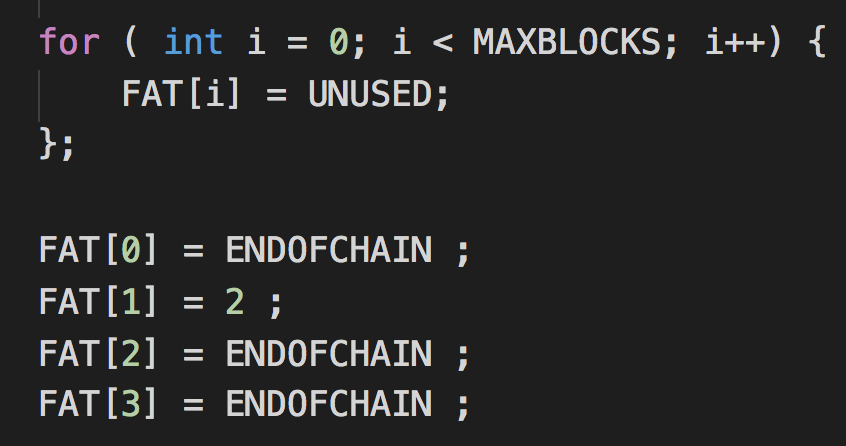 for ( int i = 0; i < MAXBLOCKS; i++) {
    FAT[i] = UNUSED;
};

FAT[0] = ENDOFCHAIN ;
FAT[1] = 2 ;
FAT[2] = ENDOFCHAIN ;
FAT[3] = ENDOFCHAIN ;